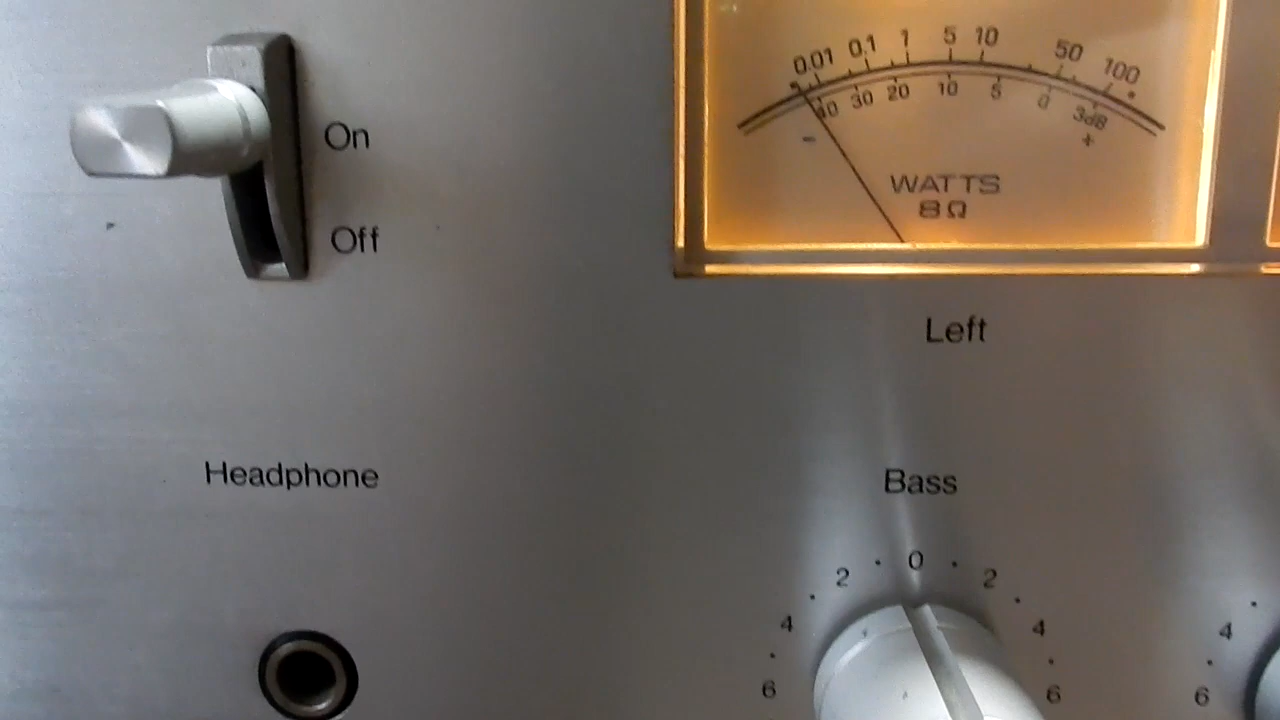 On
Off
0.01 0.1 1 5 10 50 100
40 30 20 10 5 0 3dB
- +
WATTS
8Ω
Left
Headphone
Bass
6 4 2 0 2 4 6
4
6